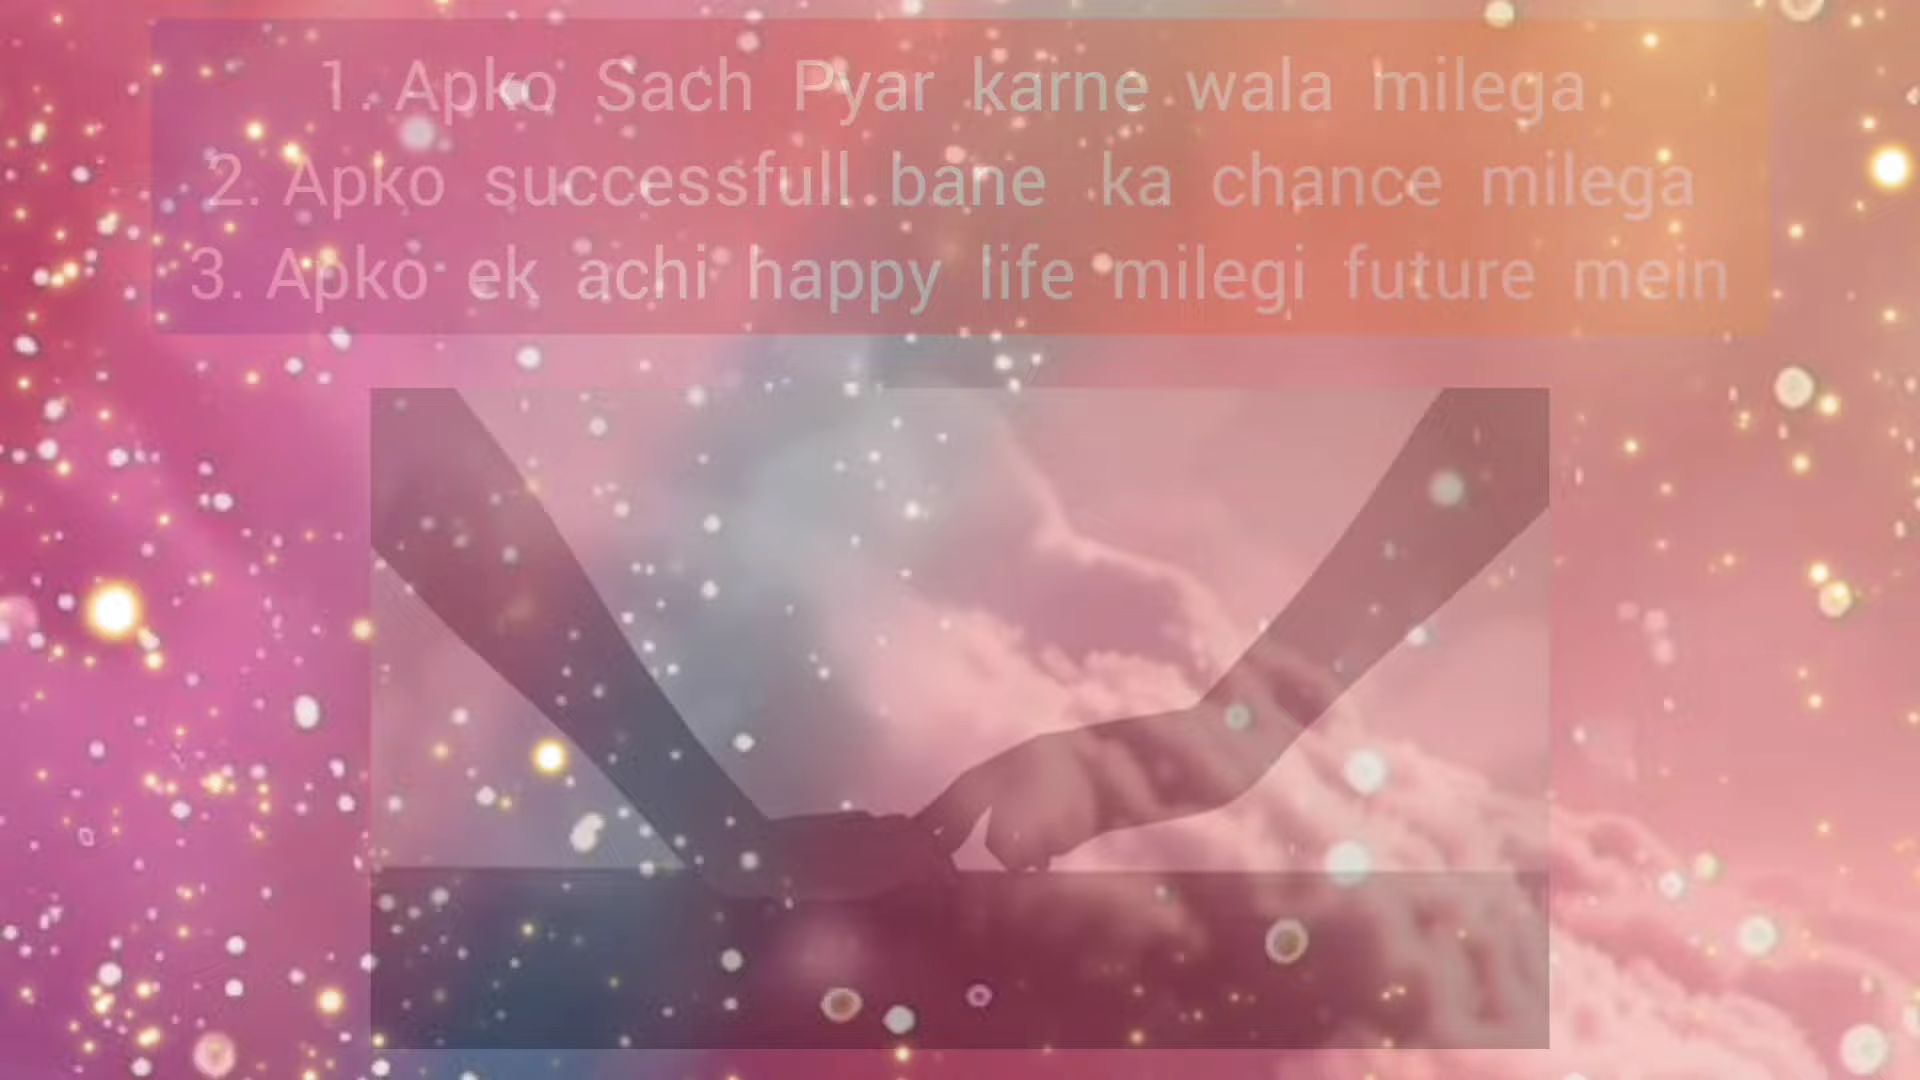 1. Apko Sach Pyar karne wala milega
2. Apko successfull bane ka chance milega
3. Apko ek achi happy life milegi future mein